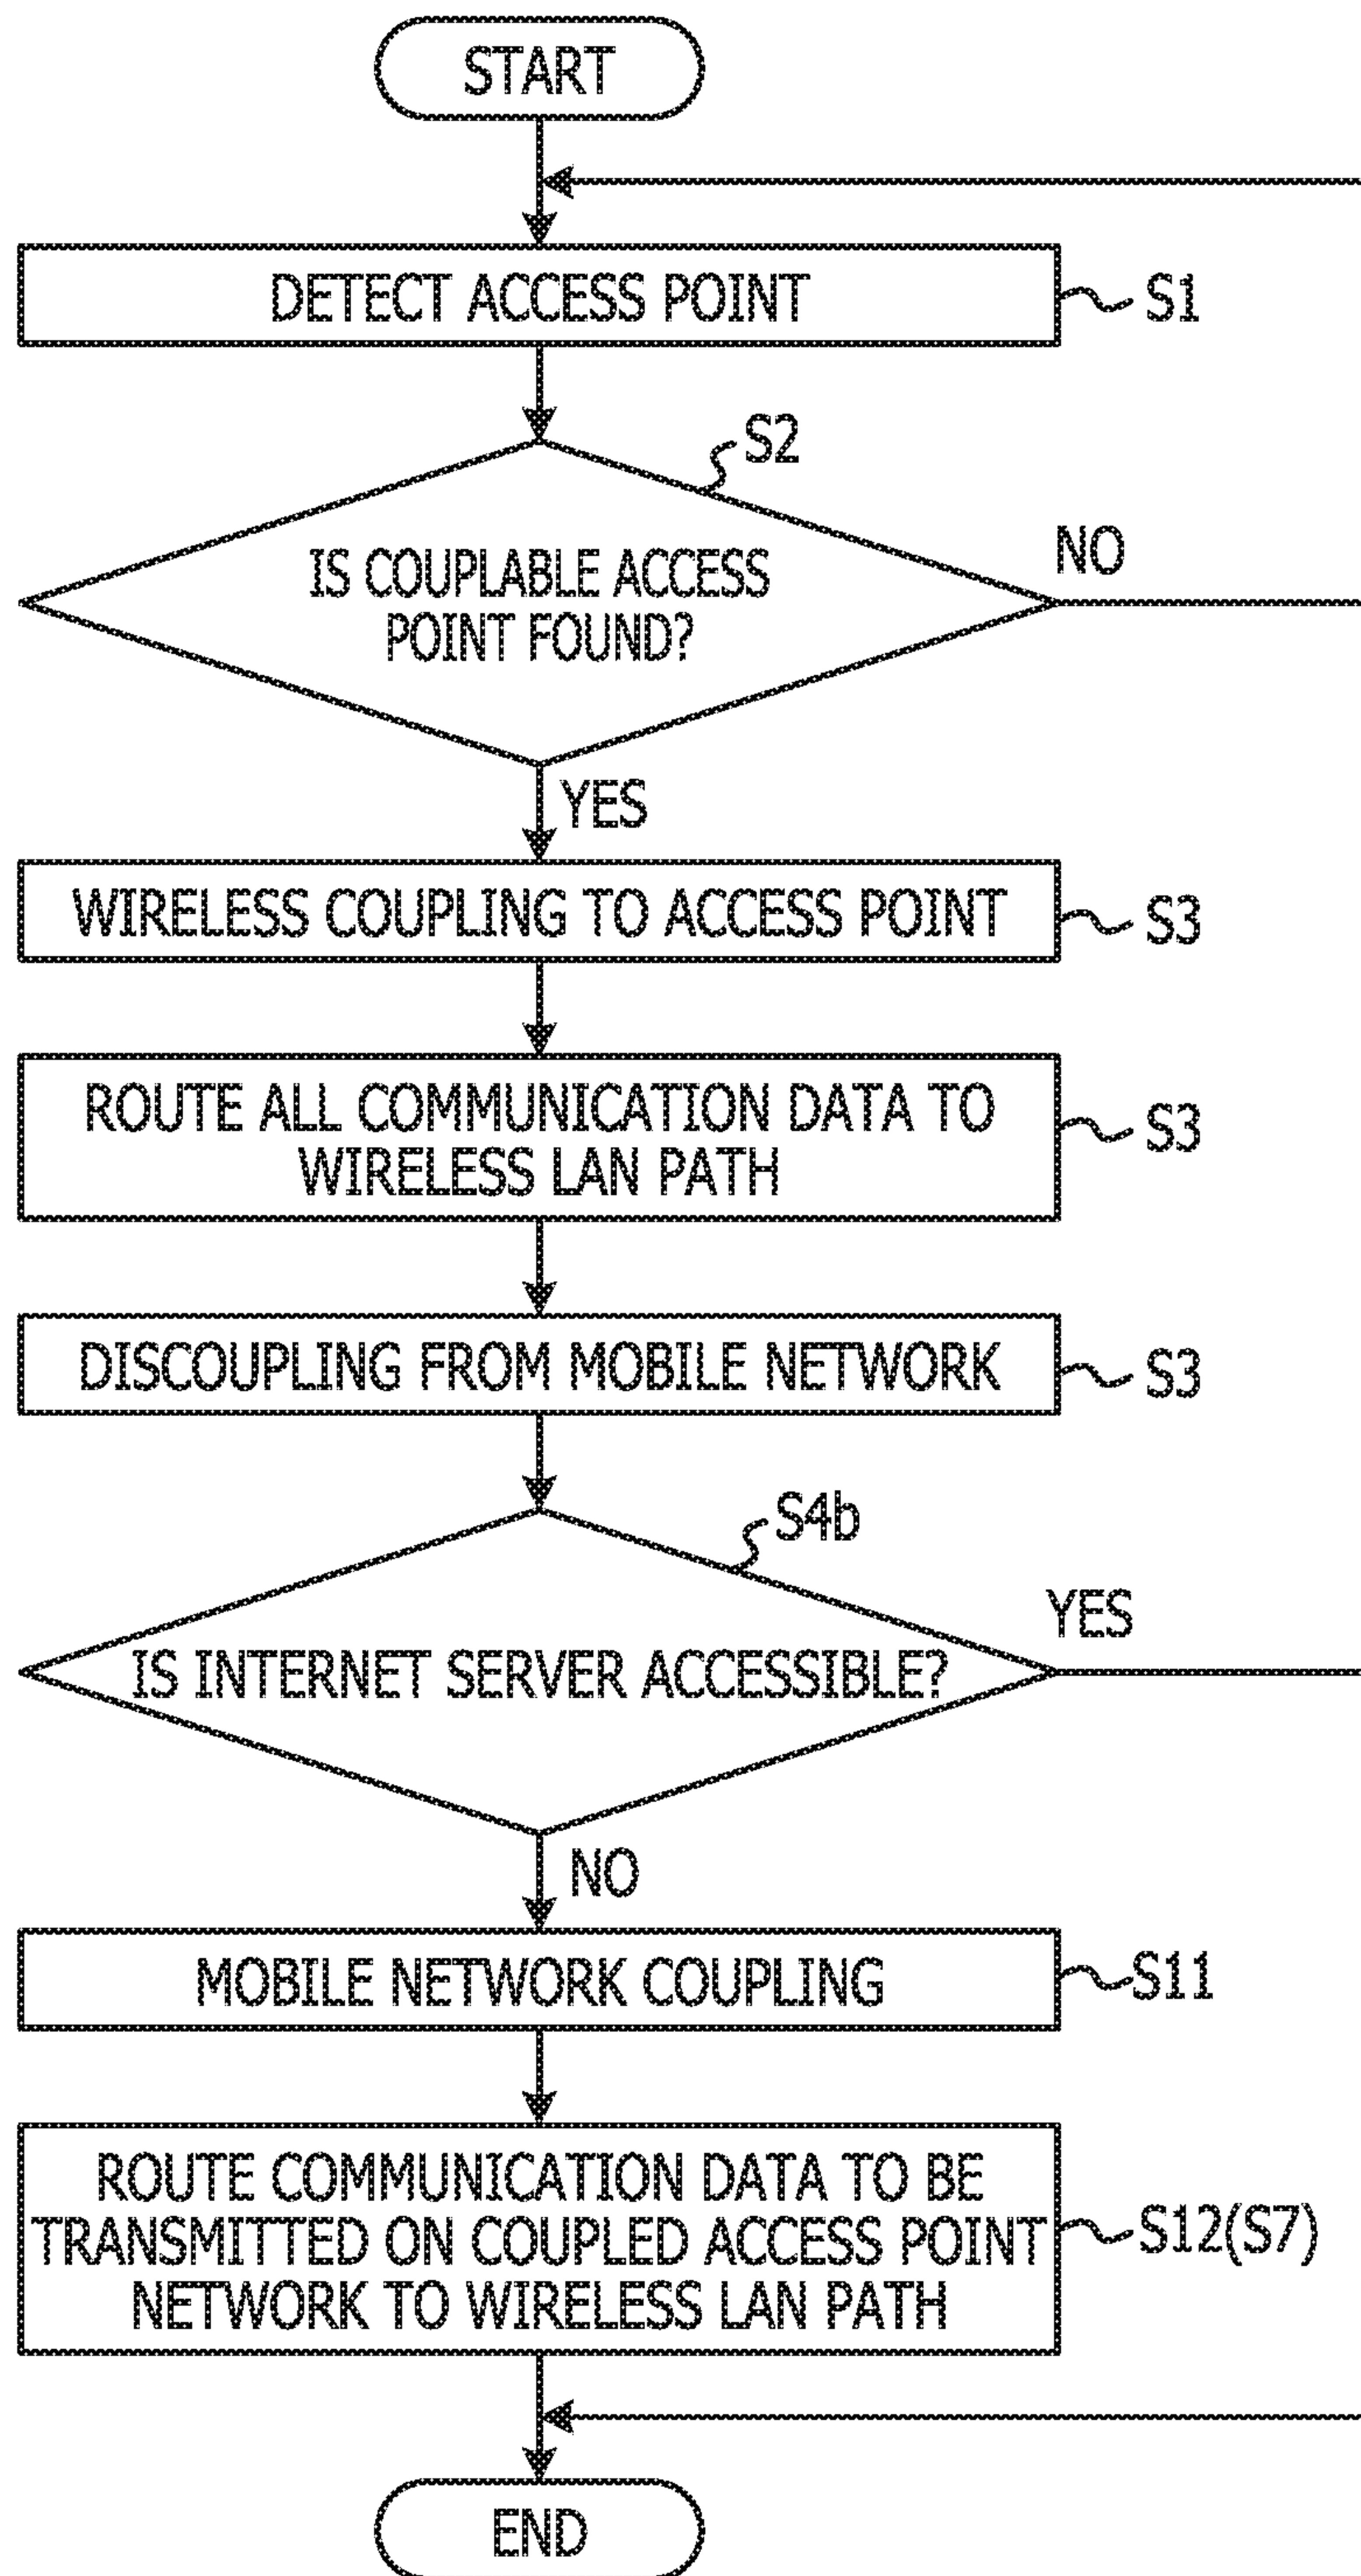 START
DETECT ACCESS POINT
S1
S2
IS COUPLABLE ACCESS
POINT FOUND?
NO
YES
WIRELESS COUPLING TO ACCESS POINT
S3
ROUTE ALL COMMUNICATION DATA TO
WIRELESS LAN PATH
S3
DISCOUPLING FROM MOBILE NETWORK
S3
S4b
IS INTERNET SERVER ACCESSIBLE?
YES
NO
MOBILE NETWORK COUPLING
S11
ROUTE COMMUNICATION DATA TO BE
TRANSMITTED ON COUPLED ACCESS POINT
NETWORK TO WIRELESS LAN PATH
S12(S7)
END